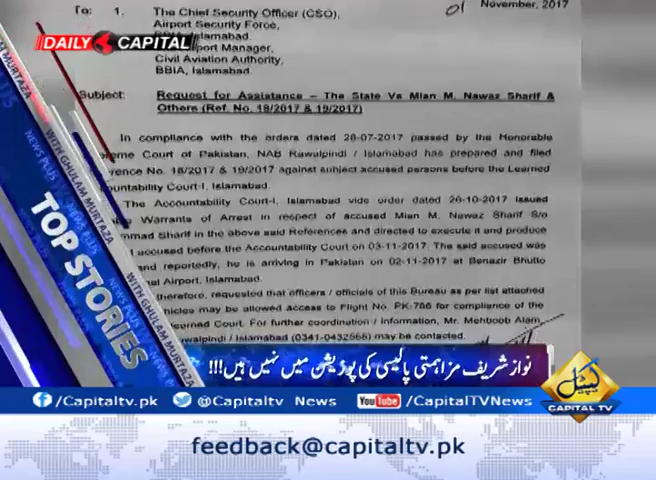 To: 1. The Chief Security Officer (CSO),
01 November, 2017
Airport Security Force,
BBIA, Islamabad.
Airport Manager,
Civil Aviation Authority,
BBIA, Islamabad.
DAILY CAPITAL
Subject: Request for Assistance – The State Vs Mian M. Nawaz Sharif &
Others (Ref. No. 18/2017 & 19/2017)
In compliance with the orders dated 28-07-2017 passed by the Honorable
Court of Pakistan, NAB Rawalpindi / Islamabad has prepared and filed
No. 18/2017 & 19/2017 against subject accused persons before the Learned
Court-I, Islamabad.
The Accountability Court-I, Islamabad vide order dated 26-10-2017 issued
Warrants of Arrest in respect of accused Mian M. Nawaz Sharif S/o
Sharif in the above said References and directed to execute it and produce
accused before the Accountability Court on 03-11-2017. The said accused was
and reportedly, he is arriving in Pakistan on 02-11-2017 at Benazir Bhutto
Airport, Islamabad.
therefore, requested that officers / officials of this Bureau as per list attached
may be allowed access to Flight No. PK-786 for compliance of the
Court. For further coordination / information, Mr. Mehboob Alam,
Rawalpindi / Islamabad (0341-0432565) may be contacted.
NEWS PLUS WITH GHULAM MURTAZA
TOP STORIES
نواز شریف مزاحمتی پالیسی کی پوزیشن میں نہیں ہیں!!!
کیپیٹل
CAPITAL TV
/Capitaltv.pk
@Capitaltv News
You Tube /CapitalTVNews
feedback@capitaltv.pk